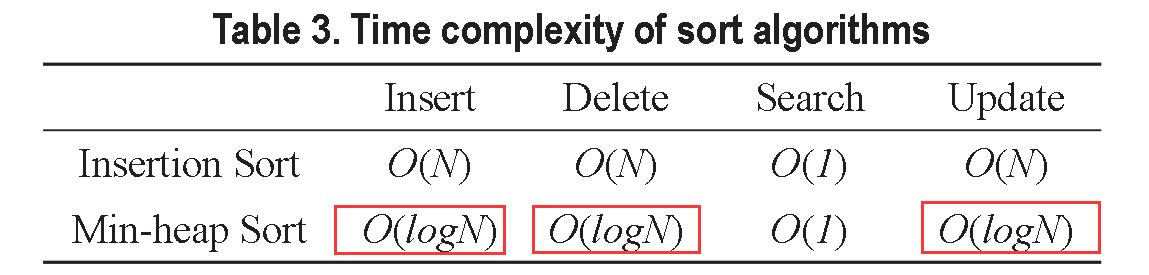 Table 3. Time complexity of sort algorithms
Insert Delete Search Update
Insertion Sort O(N) O(N) O(1) O(N)
Min-heap Sort O(logN) O(logN) O(1) O(logN)